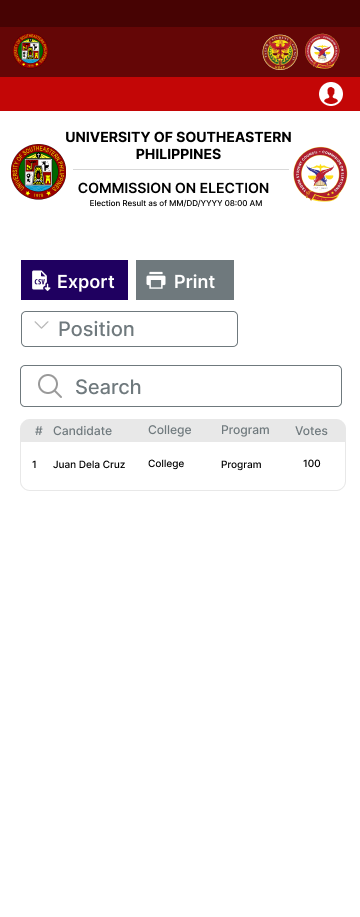 UNIVERSITY OF SOUTHEASTERN
PHILIPPINES
COMMISSION ON ELECTION
Election Result as of MM/DD/YYYY 08:00 AM
CSV Export Print
Position
Search
# Candidate College Program Votes
1 Juan Dela Cruz College Program 100